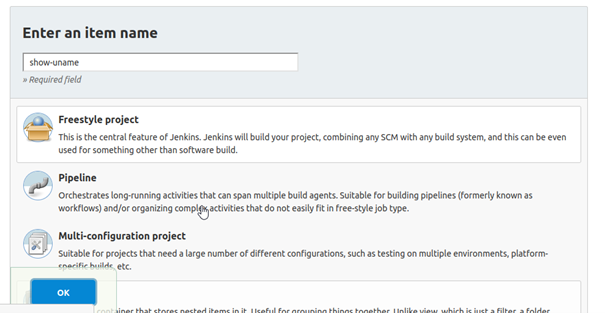 Enter an item name
show-uname
» Required field
Freestyle project
This is the central feature of Jenkins. Jenkins will build your project, combining any SCM with any build system, and this can be even
used for something other than software build.
Pipeline
Orchestrates long-running activities that can span multiple build agents. Suitable for building pipelines (formerly known as
workflows) and/or organizing complex activities that do not easily fit in free-style job type.
Multi-configuration project
Suitable for projects that need a large number of different configurations, such as testing on multiple environments, platform-
specific builds, etc.
OK
container that stores nested items in it. Useful for grouping things together. Unlike view, which is just a filter, a folder